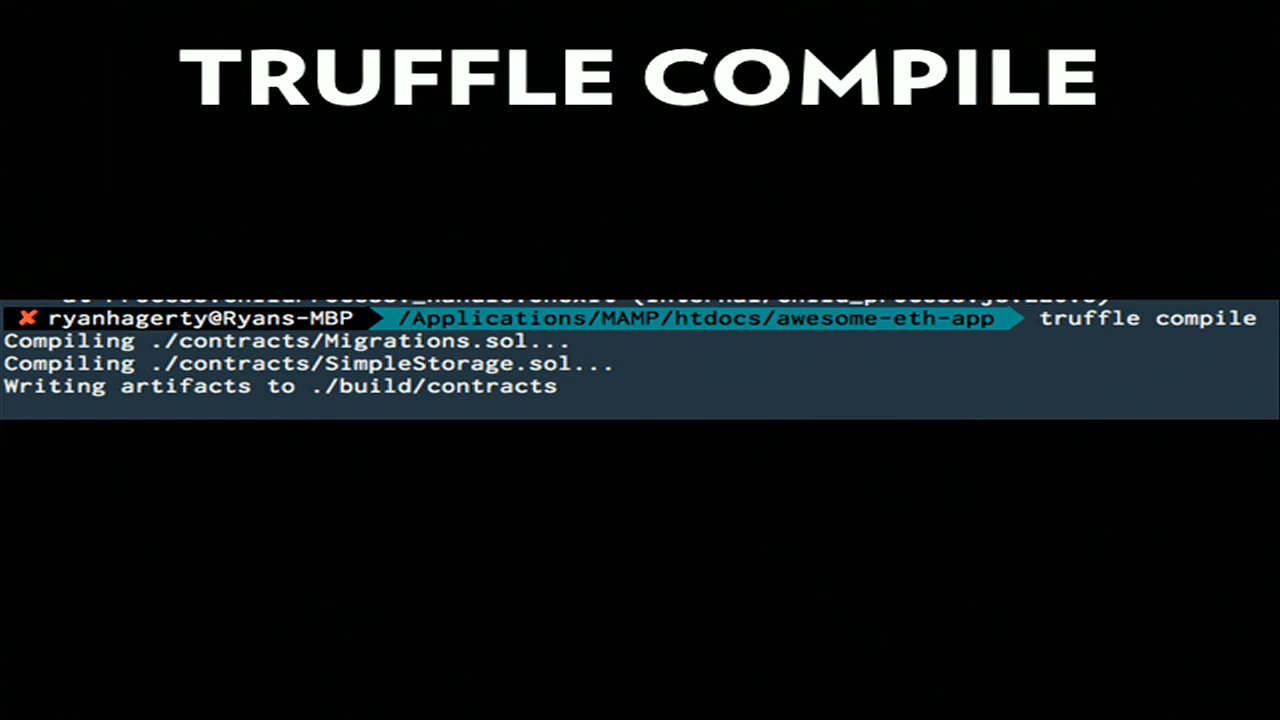 TRUFFLE COMPILE
✘ ryanhagerty@Ryans-MBP /Applications/MAMP/htdocs/awesome-eth-app truffle compile
Compiling ./contracts/Migrations.sol...
Compiling ./contracts/SimpleStorage.sol...
Writing artifacts to ./build/contracts